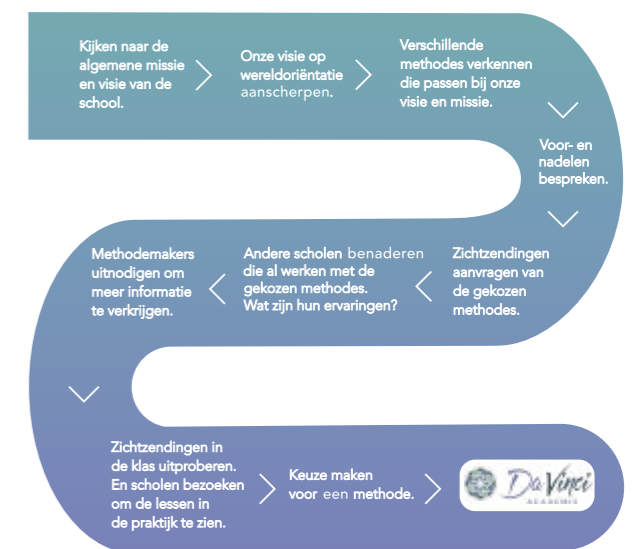 Kijken naar de
algemene missie
en visie van de
school.
Onze visie op
wereldoriëntatie
aanscherpen.
Verschillende
methodes verkennen
die passen bij onze
visie en missie.
Voor- en
nadelen
bespreken.
Zichtzendingen
aanvragen van
de gekozen
methodes.
Andere scholen benaderen
die al werken met de
gekozen methodes.
Wat zijn hun ervaringen?
Methodemakers
uitnodigen om
meer informatie
te verkrijgen.
Zichtzendingen in
de klas uitproberen.
En scholen bezoeken
om de lessen in
de praktijk te zien.
Keuze maken
voor een methode.
Da Vinci
ACADEMIE